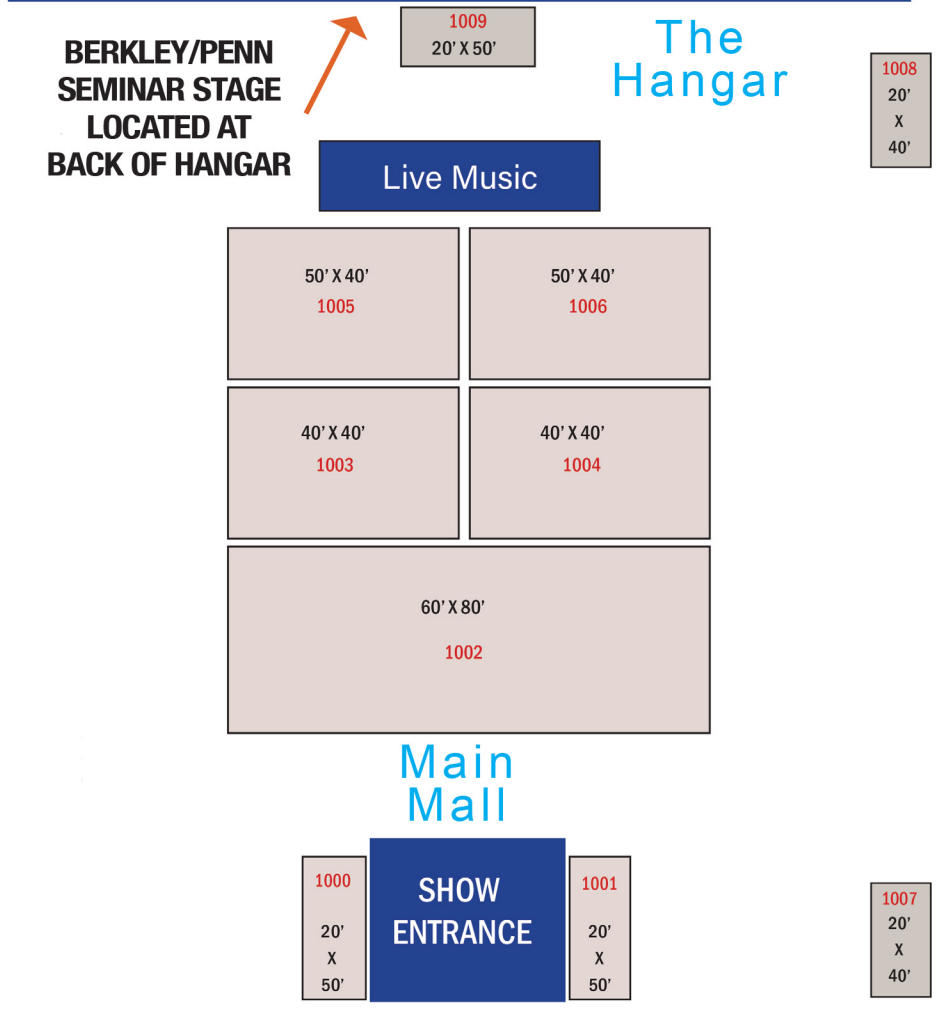 BERKLEY/PENN
SEMINAR STAGE
LOCATED AT
BACK OF HANGAR
1009
20' X 50'
The
Hangar
1008
20'
X
40'
Live Music
50' X 40'
1005
50' X 40'
1006
40' X 40'
1003
40' X 40'
1004
60' X 80'
1002
Main
Mall
1000
20'
X
50'
SHOW
ENTRANCE
1001
20'
X
50'
1007
20'
X
40'